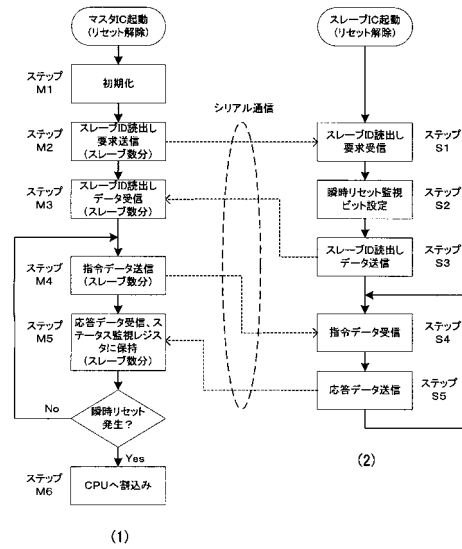 マスタIC起動
(リセット解除)
ステップ
M1
初期化
ステップ
M2
スレーブID読出し
要求送信
(スレーブ数分)
ステップ
M3
スレーブID読出し
データ受信
(スレーブ数分)
ステップ
M4
指令データ送信
(スレーブ数分)
ステップ
M5
応答データ受信、ス
テータス監視レジス
タに保持
(スレーブ数分)
No
瞬時リセット
発生?
Yes
ステップ
M6
CPUへ割込み
(1)
シリアル通信
スレーブIC起動
(リセット解除)
スレーブID読出し
要求受信
ステップ
S1
瞬時リセット監視
ビット設定
ステップ
S2
スレーブID読出し
データ送信
ステップ
S3
指令データ受信
ステップ
S4
応答データ送信
ステップ
S5
(2)